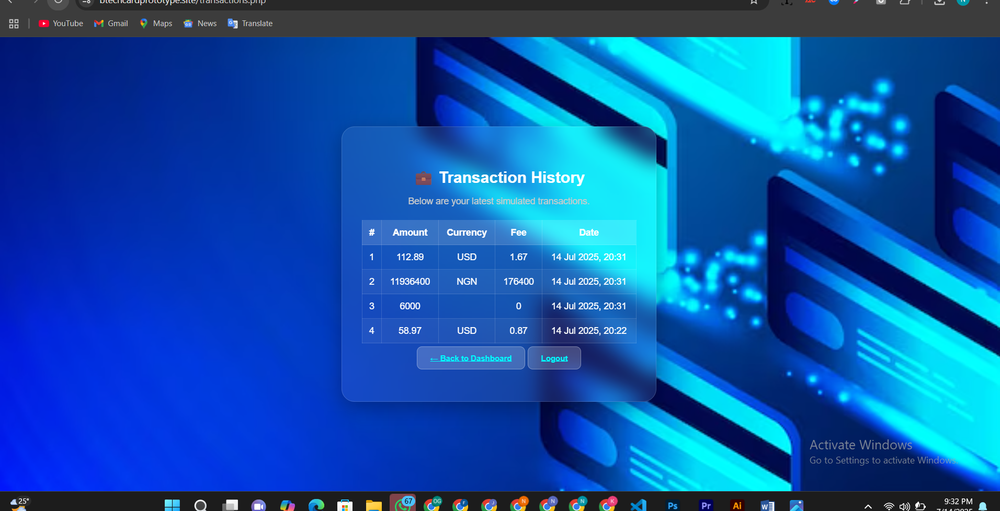 btechcardprototype.site/transactions.php
YouTube Gmail Maps News Translate
Transaction History
Below are your latest simulated transactions.
# Amount Currency Fee Date
1 112.89 USD 1.67 14 Jul 2025, 20:31
2 11936400 NGN 176400 14 Jul 2025, 20:31
3 6000 0 14 Jul 2025, 20:31
4 58.97 USD 0.87 14 Jul 2025, 20:22
← Back to Dashboard Logout
Activate Windows
Go to Settings to activate Windows.
25°
67 OG F J N N N K
Ps Pr Ai W
9:32 PM
7/14/2025